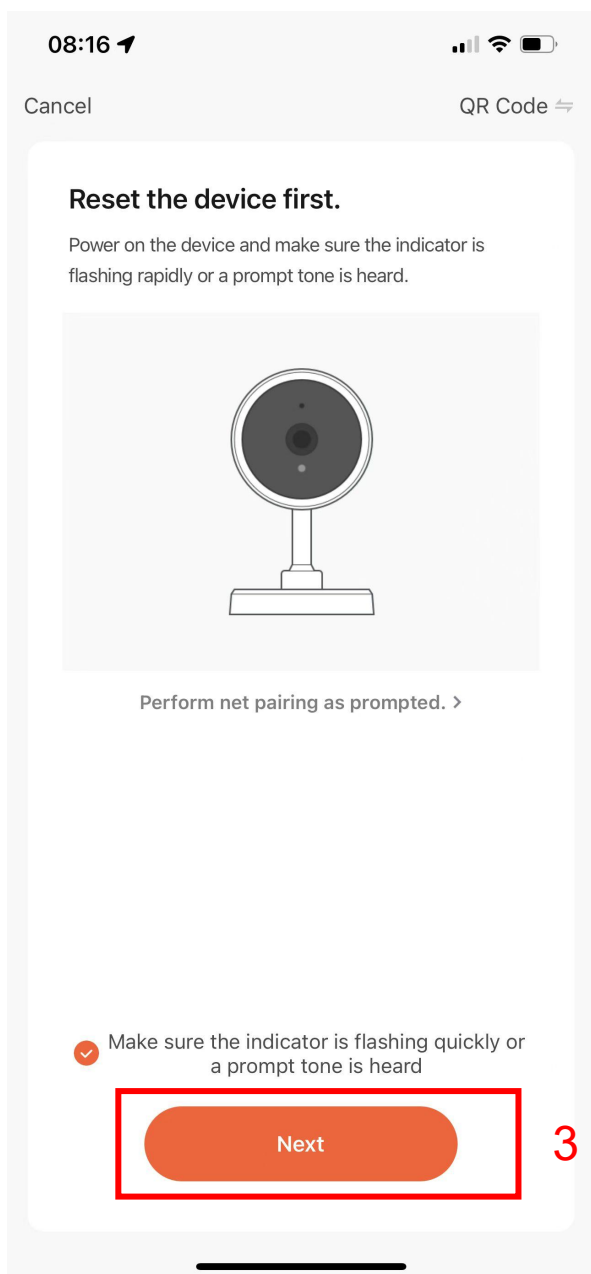 08:16
Cancel
QR Code
Reset the device first.
Power on the device and make sure the indicator is
flashing rapidly or a prompt tone is heard.
Perform net pairing as prompted. >
Make sure the indicator is flashing quickly or
a prompt tone is heard
Next
3